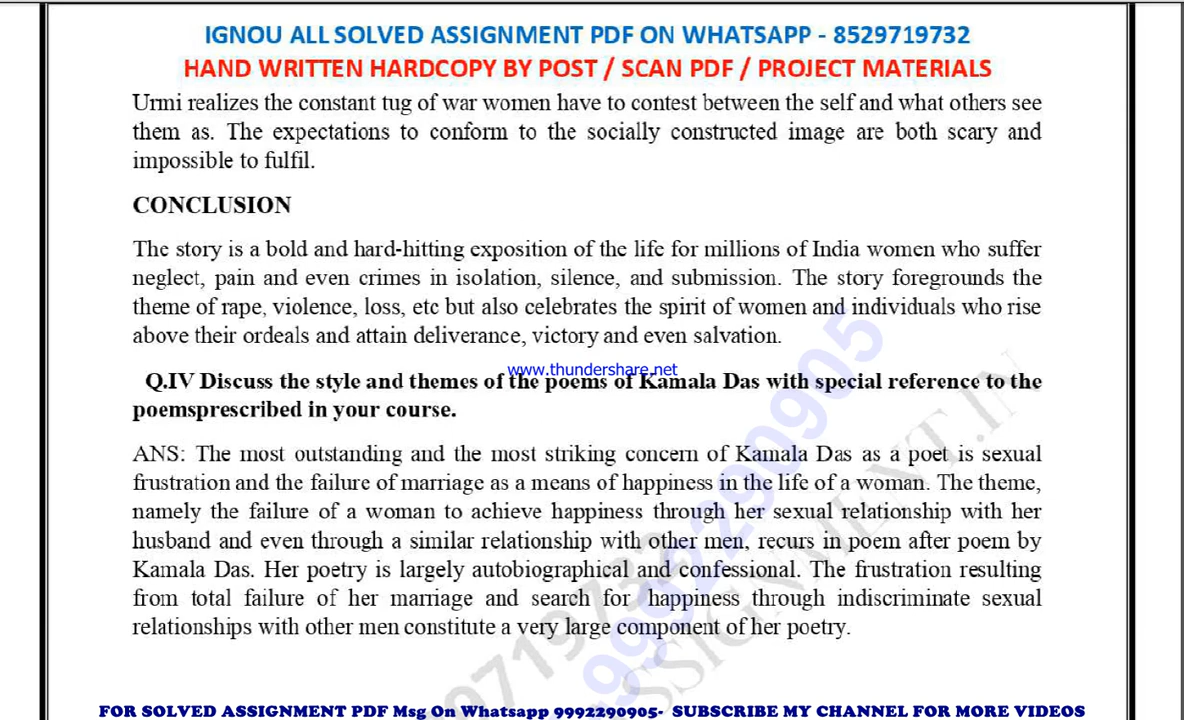 IGNOU ALL SOLVED ASSIGNMENT PDF ON WHATSAPP - 8529719732
HAND WRITTEN HARDCOPY BY POST / SCAN PDF / PROJECT MATERIALS
Urmi realizes the constant tug of war women have to contest between the self and what others see
them as. The expectations to conform to the socially constructed image are both scary and
impossible to fulfil.
CONCLUSION
The story is a bold and hard-hitting exposition of the life for millions of India women who suffer
neglect, pain and even crimes in isolation, silence, and submission. The story foregrounds the
theme of rape, violence, loss, etc but also celebrates the spirit of women and individuals who rise
above their ordeals and attain deliverance, victory and even salvation.
www.thundershare.net
Q.IV Discuss the style and themes of the poems of Kamala Das with special reference to the
poemsprescribed in your course.
ANS: The most outstanding and the most striking concern of Kamala Das as a poet is sexual
frustration and the failure of marriage as a means of happiness in the life of a woman. The theme,
namely the failure of a woman to achieve happiness through her sexual relationship with her
husband and even through a similar relationship with other men, recurs in poem after poem by
Kamala Das. Her poetry is largely autobiographical and confessional. The frustration resulting
from total failure of her marriage and search for happiness through indiscriminate sexual
relationships with other men constitute a very large component of her poetry.
9992290905
FOR SOLVED ASSIGNMENT PDF Msg On Whatsapp 9992290905- SUBSCRIBE MY CHANNEL FOR MORE VIDEOS